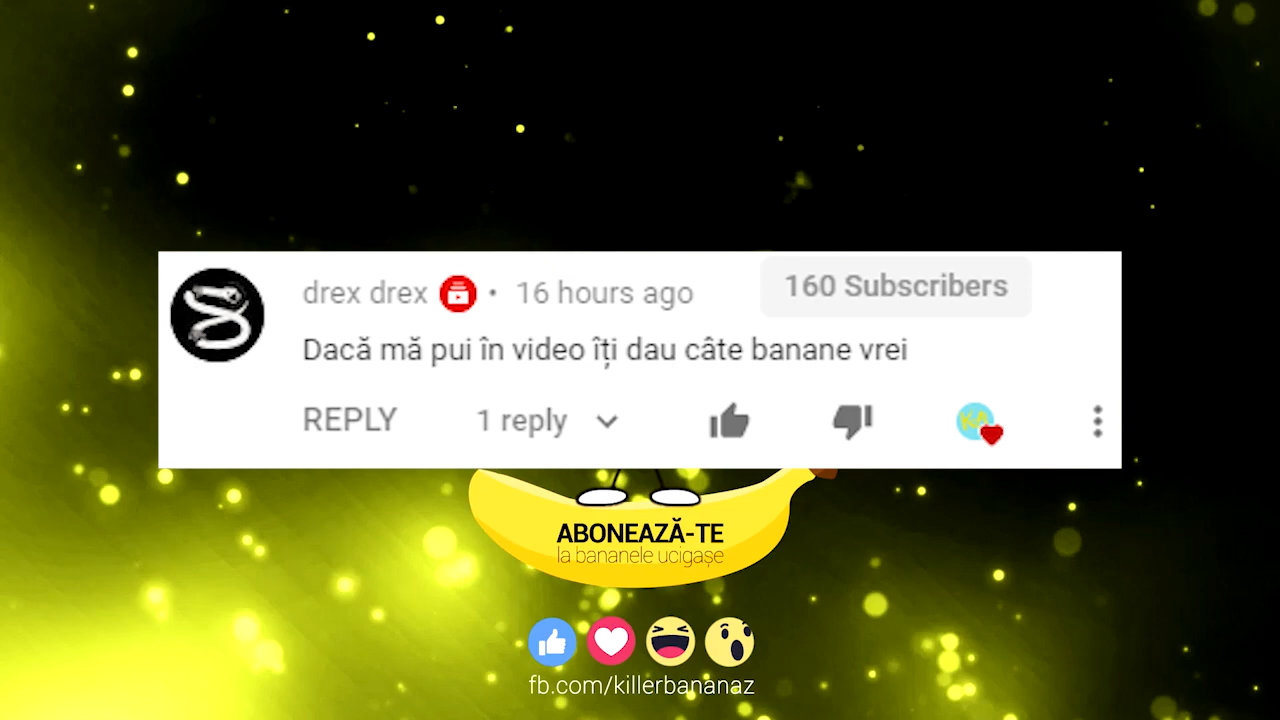 drex drex • 16 hours ago 160 Subscribers
Dacă mă pui în video îți dau câte banane vrei
REPLY 1 reply
KA
ABONEAZĂ-TE
la bananele ucigașe
fb.com/killerbananaz